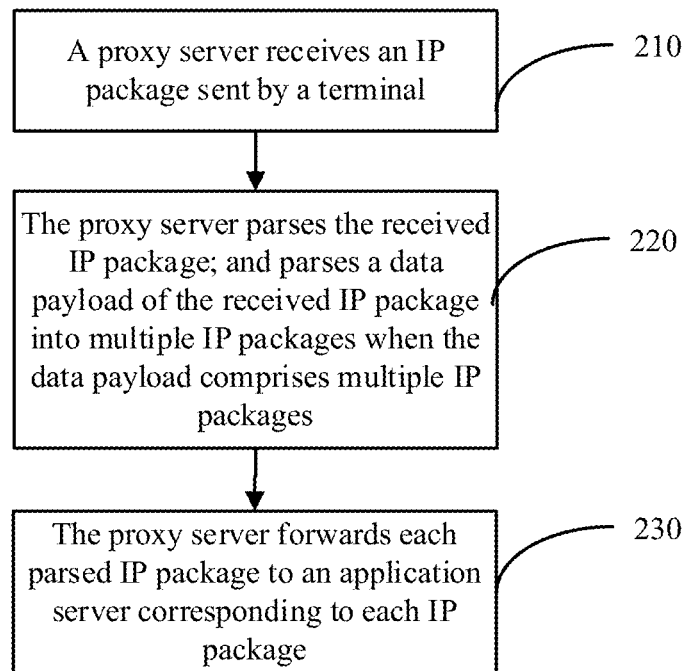 A proxy server receives an IP
package sent by a terminal
210
The proxy server parses the received
IP package; and parses a data
payload of the received IP package
into multiple IP packages when the
data payload comprises multiple IP
packages
220
The proxy server forwards each
parsed IP package to an application
server corresponding to each IP
package
230